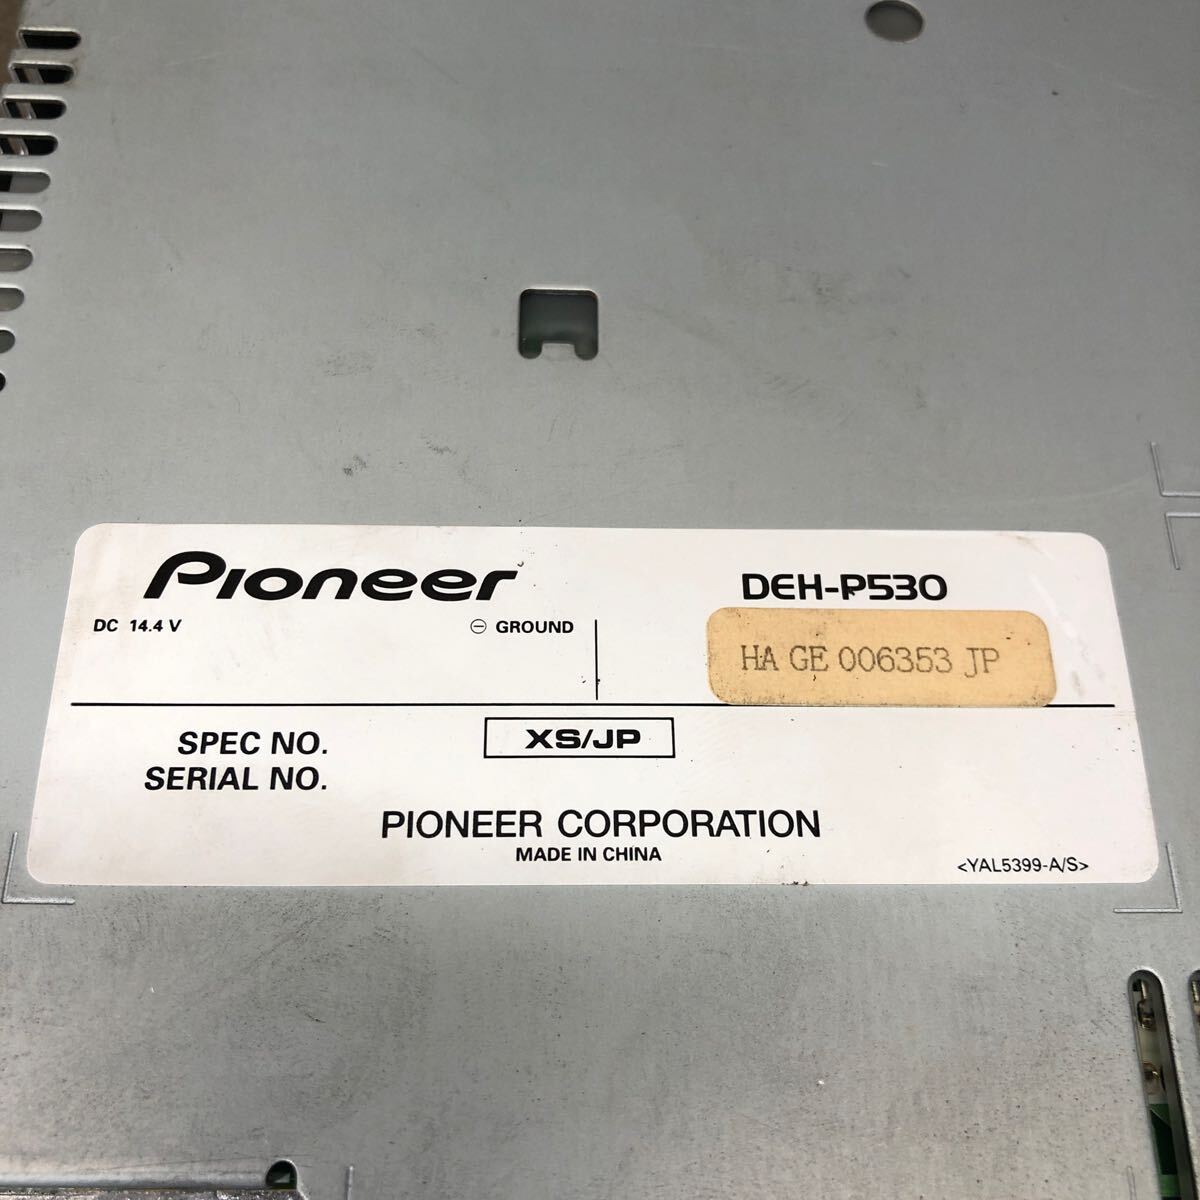 Pioneer
DEH-P530
DC 14.4 V
⊖ GROUND
HA GE 006353 JP
SPEC NO.
XS/JP
SERIAL NO.
PIONEER CORPORATION
MADE IN CHINA
<YAL5399-A/S>